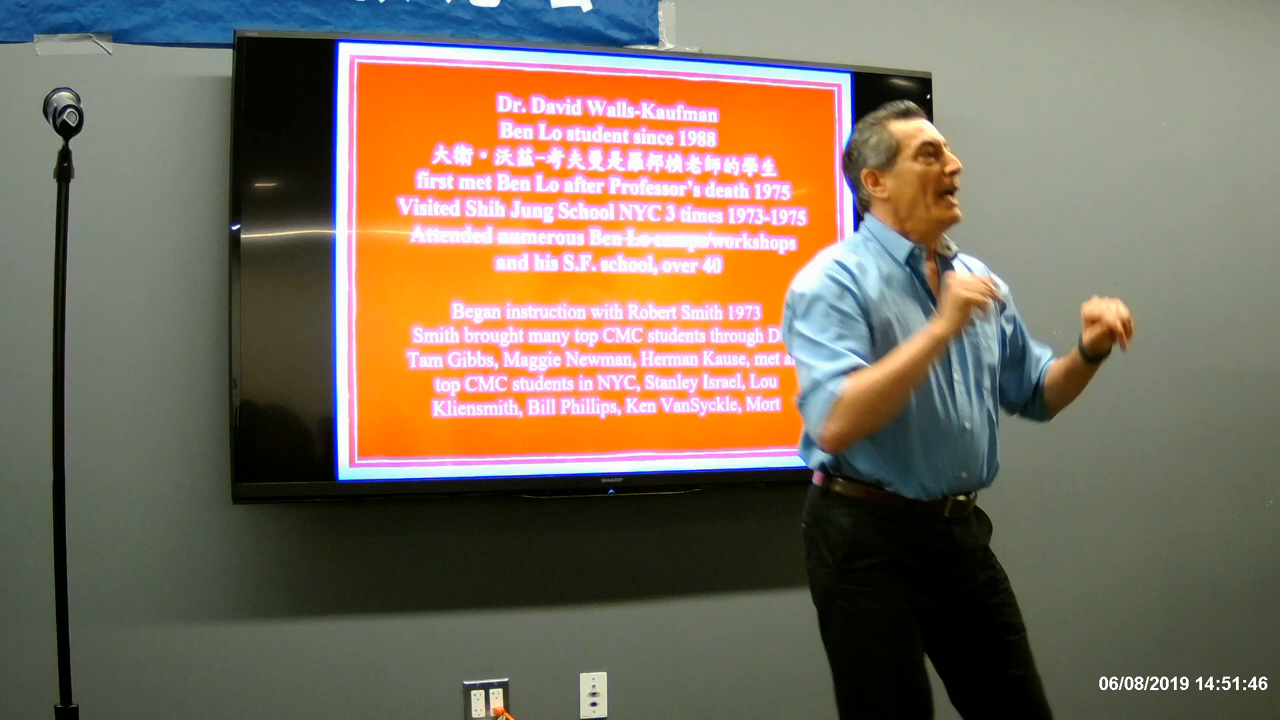 Dr. David Walls-Kaufman
Ben Lo student since 1988
大衛·沃茲-考夫曼是羅邦楨老師的學生
first met Ben Lo after Professor's death 1975
Visited Shih Jung School NYC 3 times 1973-1975
Attended numerous Ben Lo camps/workshops
and his S.F. school, over 40
Began instruction with Robert Smith 1973
Smith brought many top CMC students through
Tam Gibbs, Maggie Newman, Herman Kause, met
top CMC students in NYC, Stanley Israel, Lou
Kliensmith, Bill Phillips, Ken VanSyckle, Mort
SHARP
06/08/2019 14:51:46